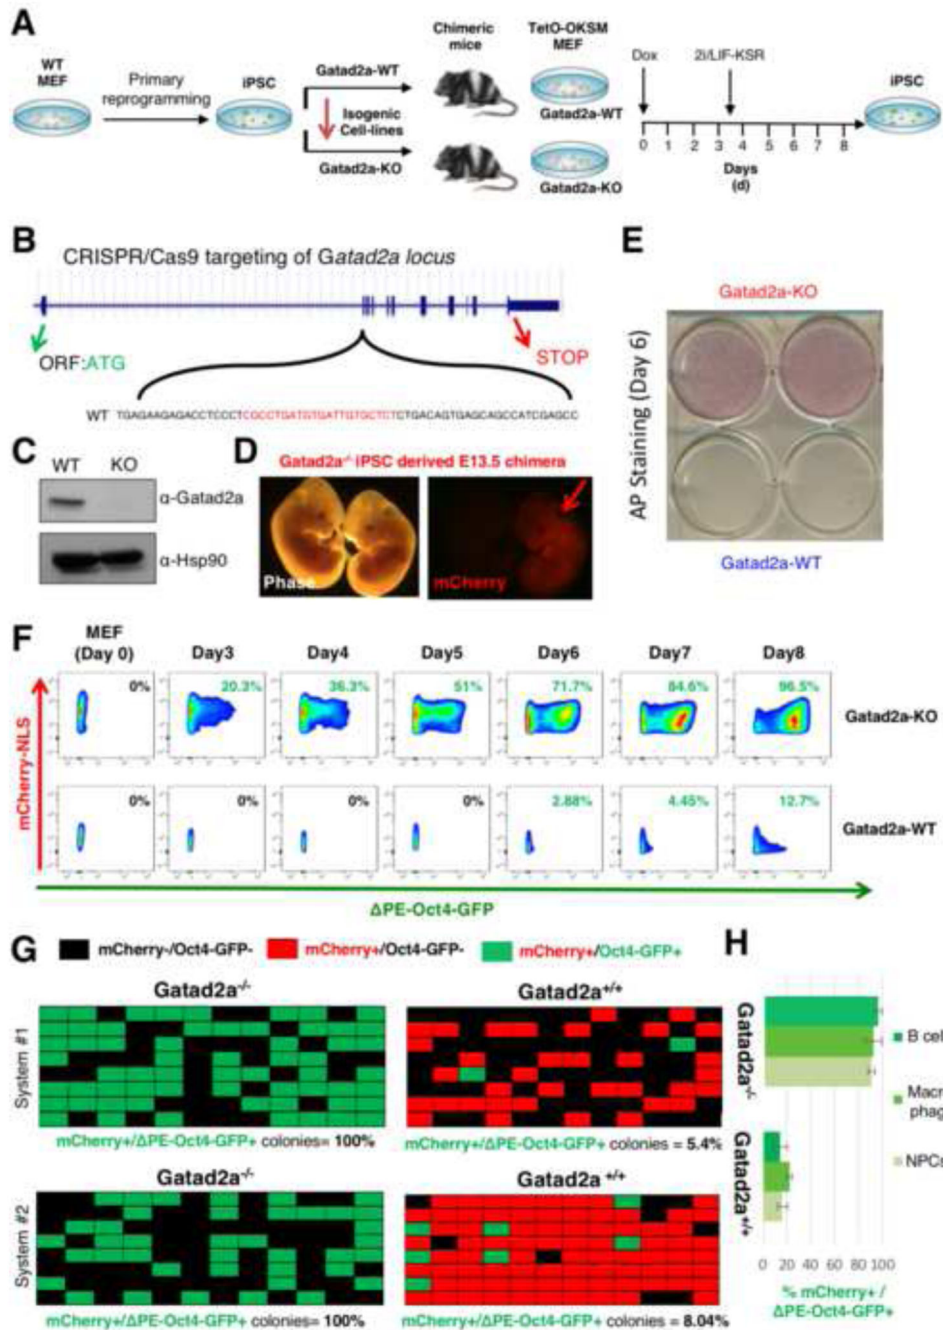 A
WT
MEF
Primary
reprogramming
iPSC
Gatad2a-WT
Isogenic
Cell-lines
Gatad2a-KO
Chimeric
mice
TetO-OKSM
MEF
Gatad2a-WT
Gatad2a-KO
Dox
2i/LIF-KSR
0 1 2 3 4 5 6 7 8
Days
(d)
iPSC
B
CRISPR/Cas9 targeting of Gatad2a locus
ORF:ATG
STOP
WT TGAGAAGAGACCTCCCTCGCCTGATGTGATTGTGCTCTCTGACAGTGAGCAGCCATCGAGCC
C
WT KO
α-Gatad2a
α-Hsp90
D
Gatad2a-/- iPSC derived E13.5 chimera
Phase
mCherry
E
Gatad2a-KO
AP Staining (Day 6)
Gatad2a-WT
F
MEF
(Day 0)
Day3 Day4 Day5 Day6 Day7 Day8
0% 20.3% 36.3% 51% 71.7% 84.6% 96.5%
Gatad2a-KO
0% 0% 0% 0% 2.88% 4.45% 12.7%
Gatad2a-WT
mCherry-NLS
ΔPE-Oct4-GFP
G
mCherry-/Oct4-GFP- mCherry+/Oct4-GFP- mCherry+/Oct4-GFP+
Gatad2a-/- Gatad2a+/+
System #1
mCherry+/ΔPE-Oct4-GFP+ colonies= 100%
mCherry+/ΔPE-Oct4-GFP+ colonies = 5.4%
Gatad2a-/- Gatad2a +/+
System #2
mCherry+/ΔPE-Oct4-GFP+ colonies= 100%
mCherry+/ΔPE-Oct4-GFP+ colonies = 8.04%
H
Gatad2a-/-
Gatad2a+/+
B cel
Macr
phag
NPCs
0 20 40 60 80 100
% mCherry+ /
ΔPE-Oct4-GFP+